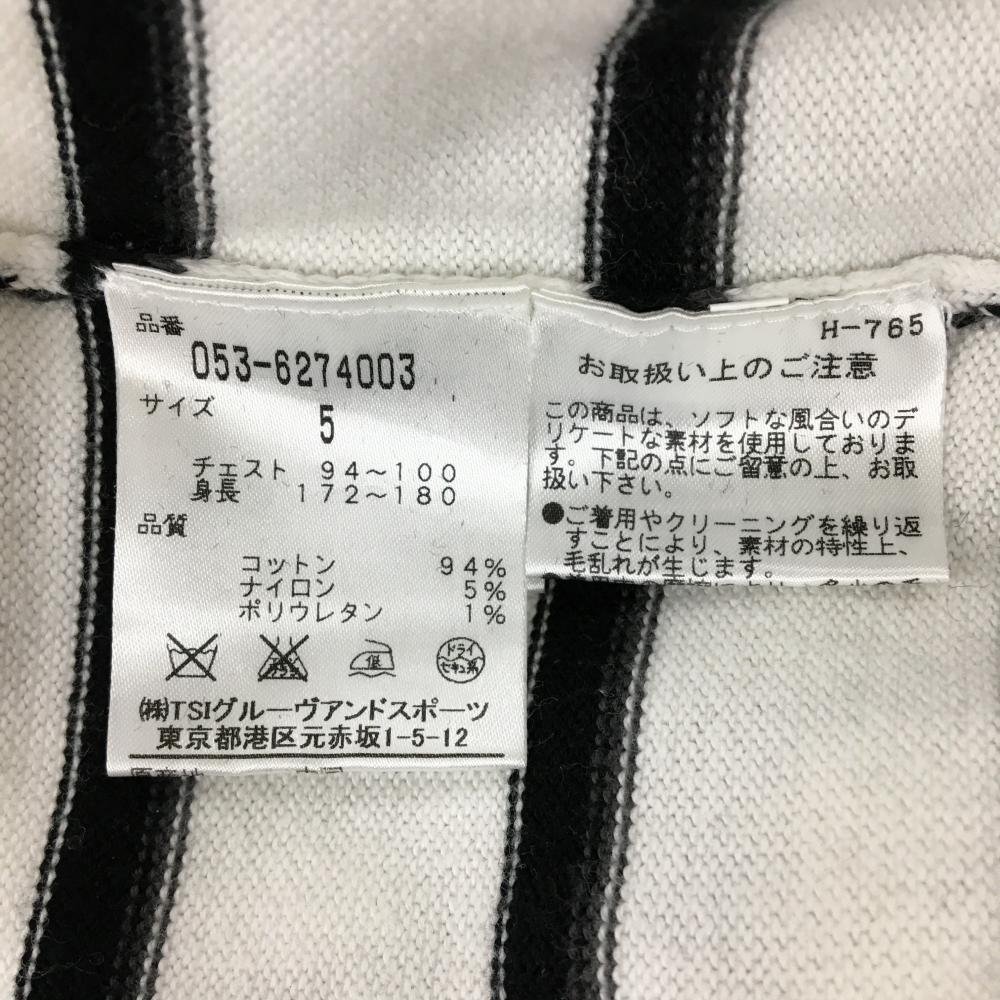 品番
053-6274003
サイズ
5
チェスト 94～100
身長 172～180
品質
コットン 94%
ナイロン 5%
ポリウレタン 1%
低
ドライ
セキユ系
㈱TSIグルーヴアンドスポーツ
東京都港区元赤坂1-5-12
H-765
お取扱い上のご注意
この商品は、ソフトな風合いのデ
リケートな素材を使用しておりま
す。下記の点にご留意の上、お取
扱い下さい。
●ご着用やクリーニングを繰り返
すことにより、素材の特性上、
毛乱れが生じます。